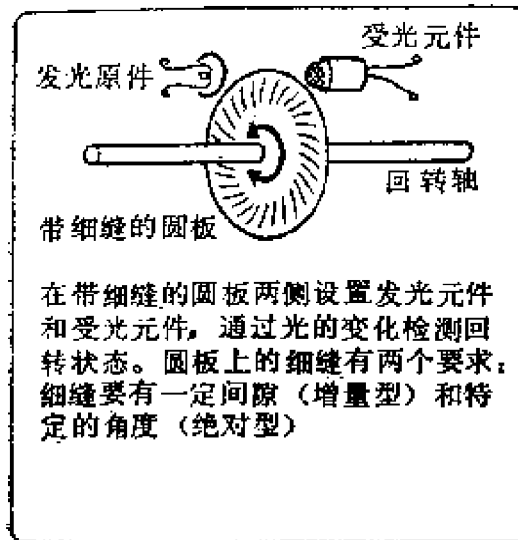 受光元件
发光原件
回转轴
带细缝的圆板
在带细缝的圆板两侧设置发光元件
和受光元件，通过光的变化检测回
转状态。圆板上的细缝有两个要求：
细缝要有一定间隙（增量型）和特
定的角度（绝对型）